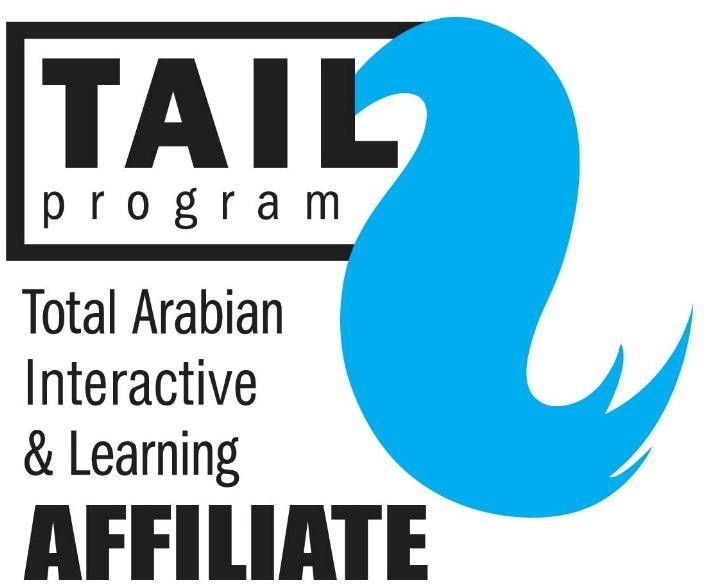 TAIL
program
Total Arabian
Interactive
& Learning
AFFILIATE